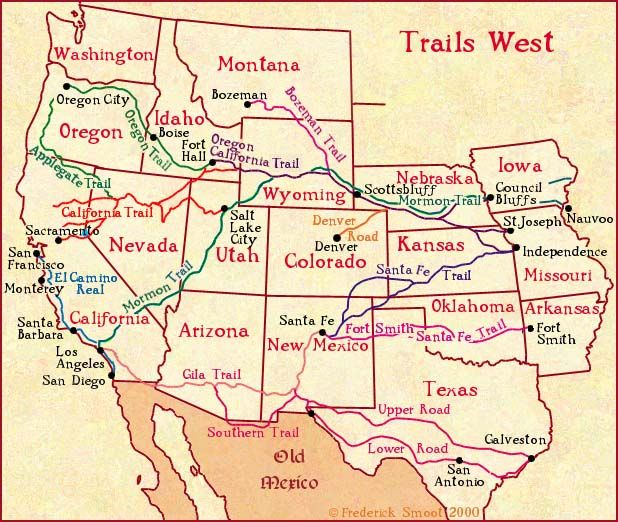 Trails West
Washington
Montana
Oregon City
Bozeman
Bozeman Trail
Idaho
Oregon
Oregon Trail
Boise
Fort
Hall
Oregon
California Trail
Applegate Trail
Nebraska
Iowa
Wyoming
Scottsbluff
Mormon Trail
Council
Bluffs
Nauvoo
California Trail
Salt
Lake
City
Denver
Road
Denver
St Joseph
Sacramento
Nevada
Utah
Colorado
Kansas
Independence
San
Francisco
Monterey
El Camino
Real
Mormon Trail
Santa Fe
Trail
Missouri
Santa
Barbara
California
Arizona
Santa Fe
New Mexico
Oklahoma
Arkansas
Fort Smith - Santa Fe Trail
Fort
Smith
Los
Angeles
San Diego
Gila Trail
Texas
Southern Trail
Upper Road
Lower Road
Galveston
San
Antonio
Old
Mexico
© Frederick Smoot 2000